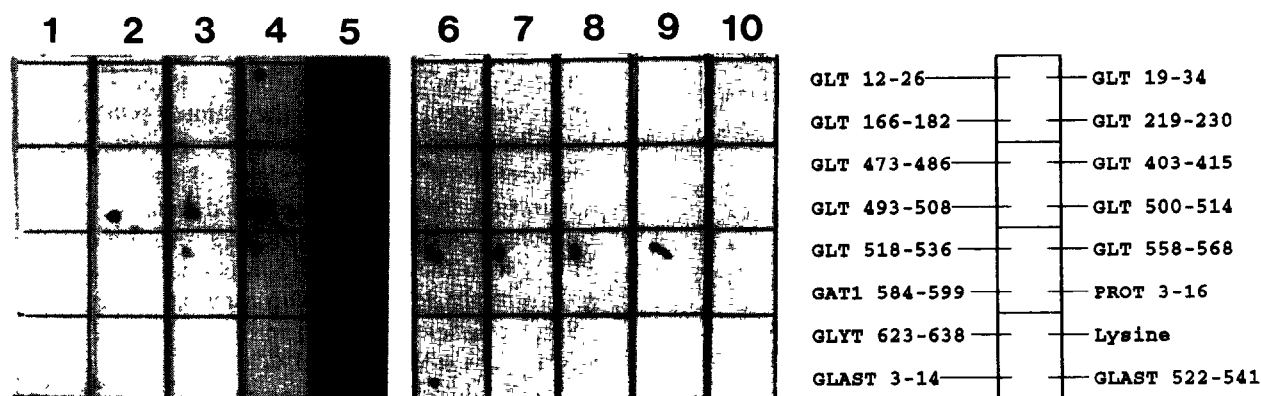 1 2 3 4 5 6 7 8 9 10
GLT 12-26 GLT 19-34
GLT 166-182 GLT 219-230
GLT 473-486 GLT 403-415
GLT 493-508 GLT 500-514
GLT 518-536 GLT 558-568
GAT1 584-599 PROT 3-16
GLYT 623-638 Lysine
GLAST 3-14 GLAST 522-541